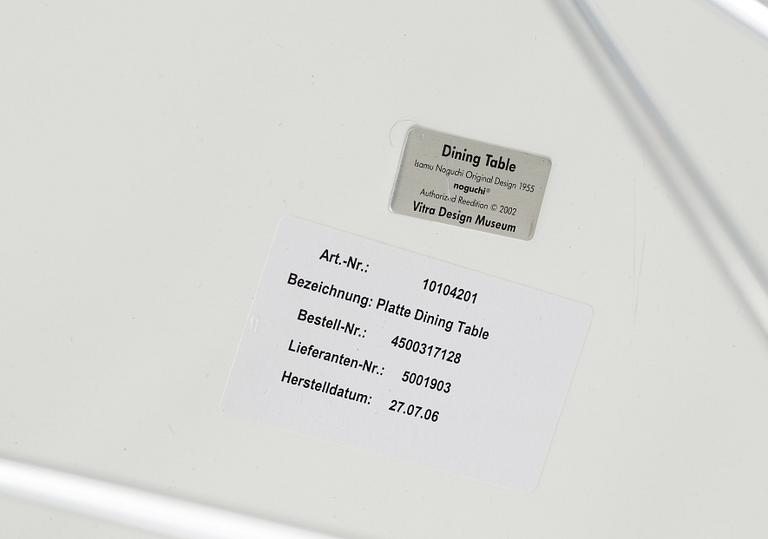 Dining Table
Isamu Noguchi Original Design 1955
noguchi®
Authorized Reedition © 2002
Vitra Design Museum
Art.-Nr.: 10104201
Bezeichnung: Platte Dining Table
Bestell-Nr.: 4500317128
Lieferanten-Nr.: 5001903
Herstelldatum: 27.07.06